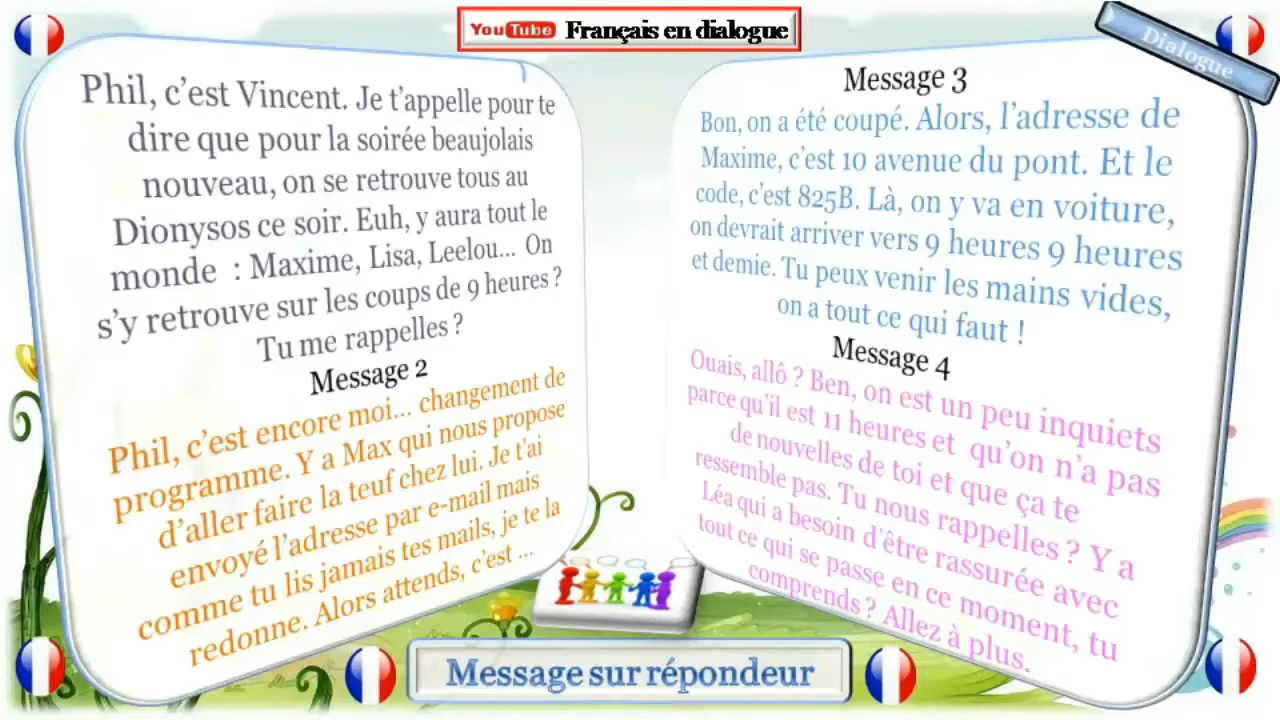 YouTube Français en dialogue
Dialogue
Phil, c’est Vincent. Je t’appelle pour te
dire que pour la soirée beaujolais
nouveau, on se retrouve tous au
Dionysos ce soir. Euh, y aura tout le
monde : Maxime, Lisa, Leelou... On
s’y retrouve sur les coups de 9 heures ?
Tu me rappelles ?
Message 2
Phil, c’est encore moi... changement de
programme. Y a Max qui nous propose
d’aller faire la teuf chez lui. Je t’ai
envoyé l’adresse par e-mail mais
comme tu lis jamais tes mails, je te la
redonne. Alors attends, c’est ...
Message 3
Bon, on a été coupé. Alors, l’adresse de
Maxime, c’est 10 avenue du pont. Et le
code, c’est 825B. Là, on y va en voiture,
on devrait arriver vers 9 heures 9 heures
et demie. Tu peux venir les mains vides,
on a tout ce qui faut !
Message 4
Ouais, allô ? Ben, on est un peu inquiets
parce qu’il est 11 heures et qu’on n’a pas
de nouvelles de toi et que ça te
ressemble pas. Tu nous rappelles ? Y a
Léa qui a besoin d’être rassurée avec
tout ce qui se passe en ce moment, tu
comprends ? Allez à plus.
Message sur répondeur